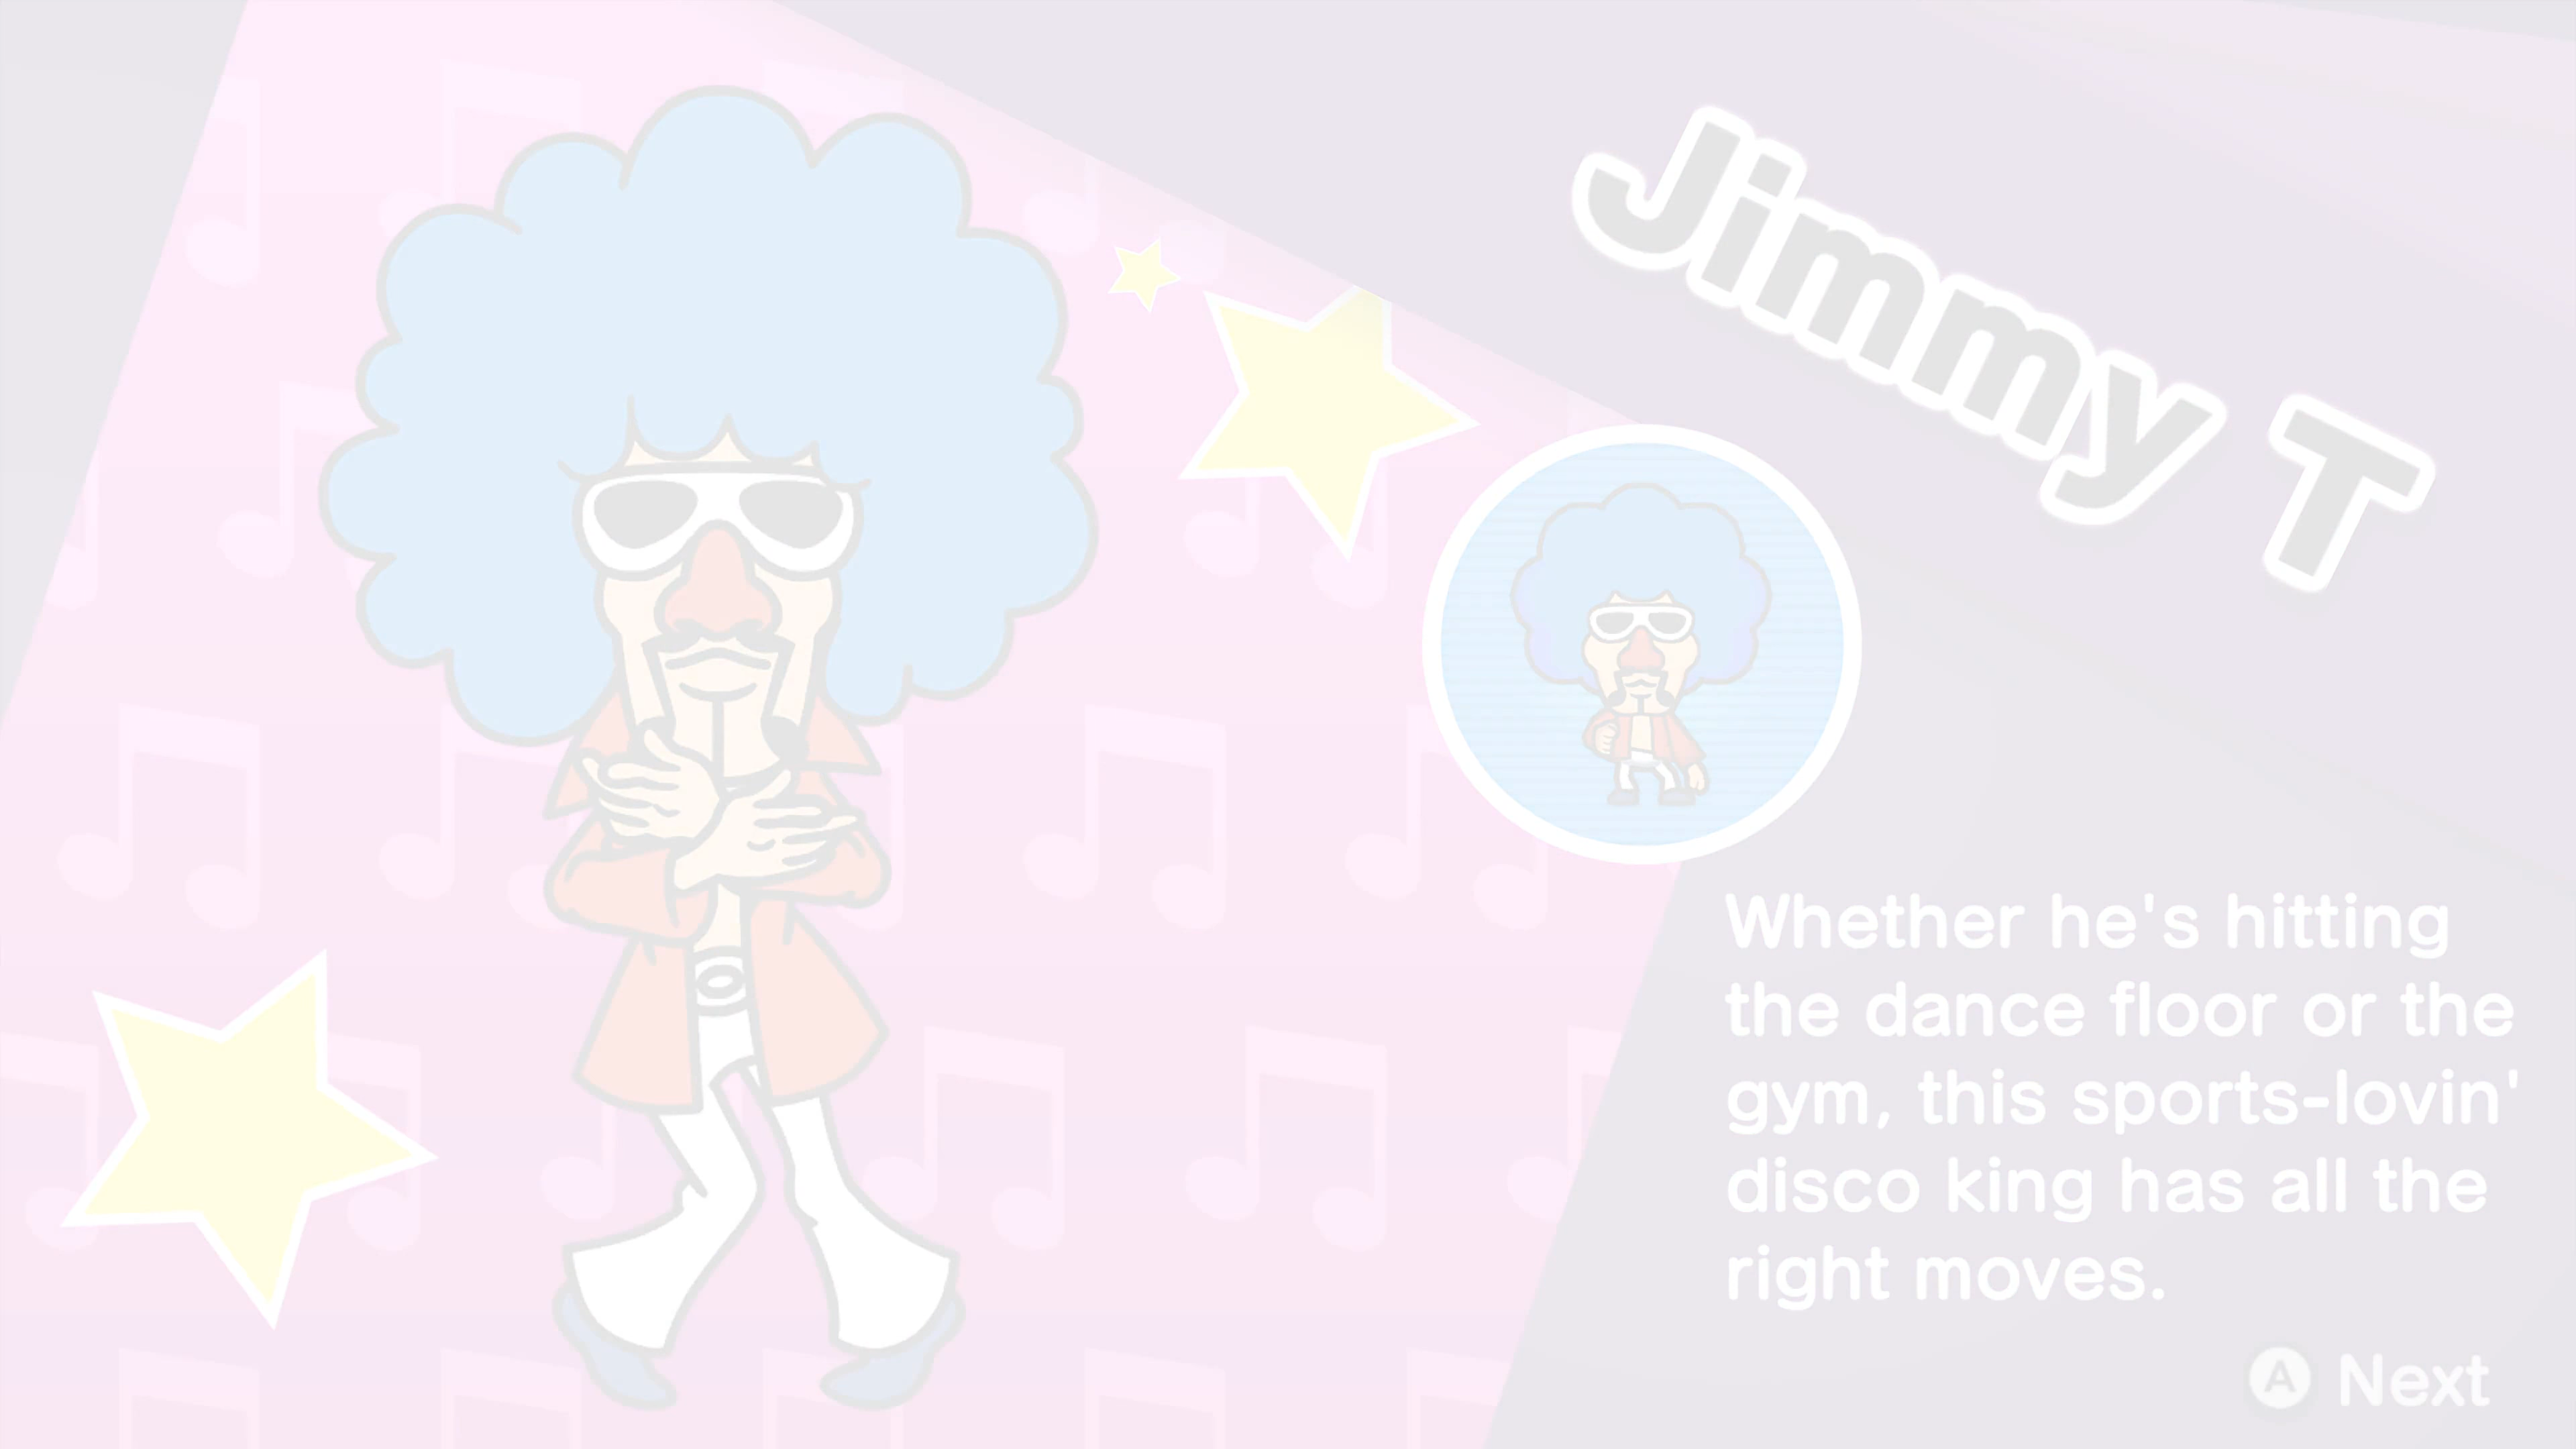 Jimmy T
Whether he's hitting
the dance floor or the
gym, this sports-lovin'
disco king has all the
right moves.
A Next